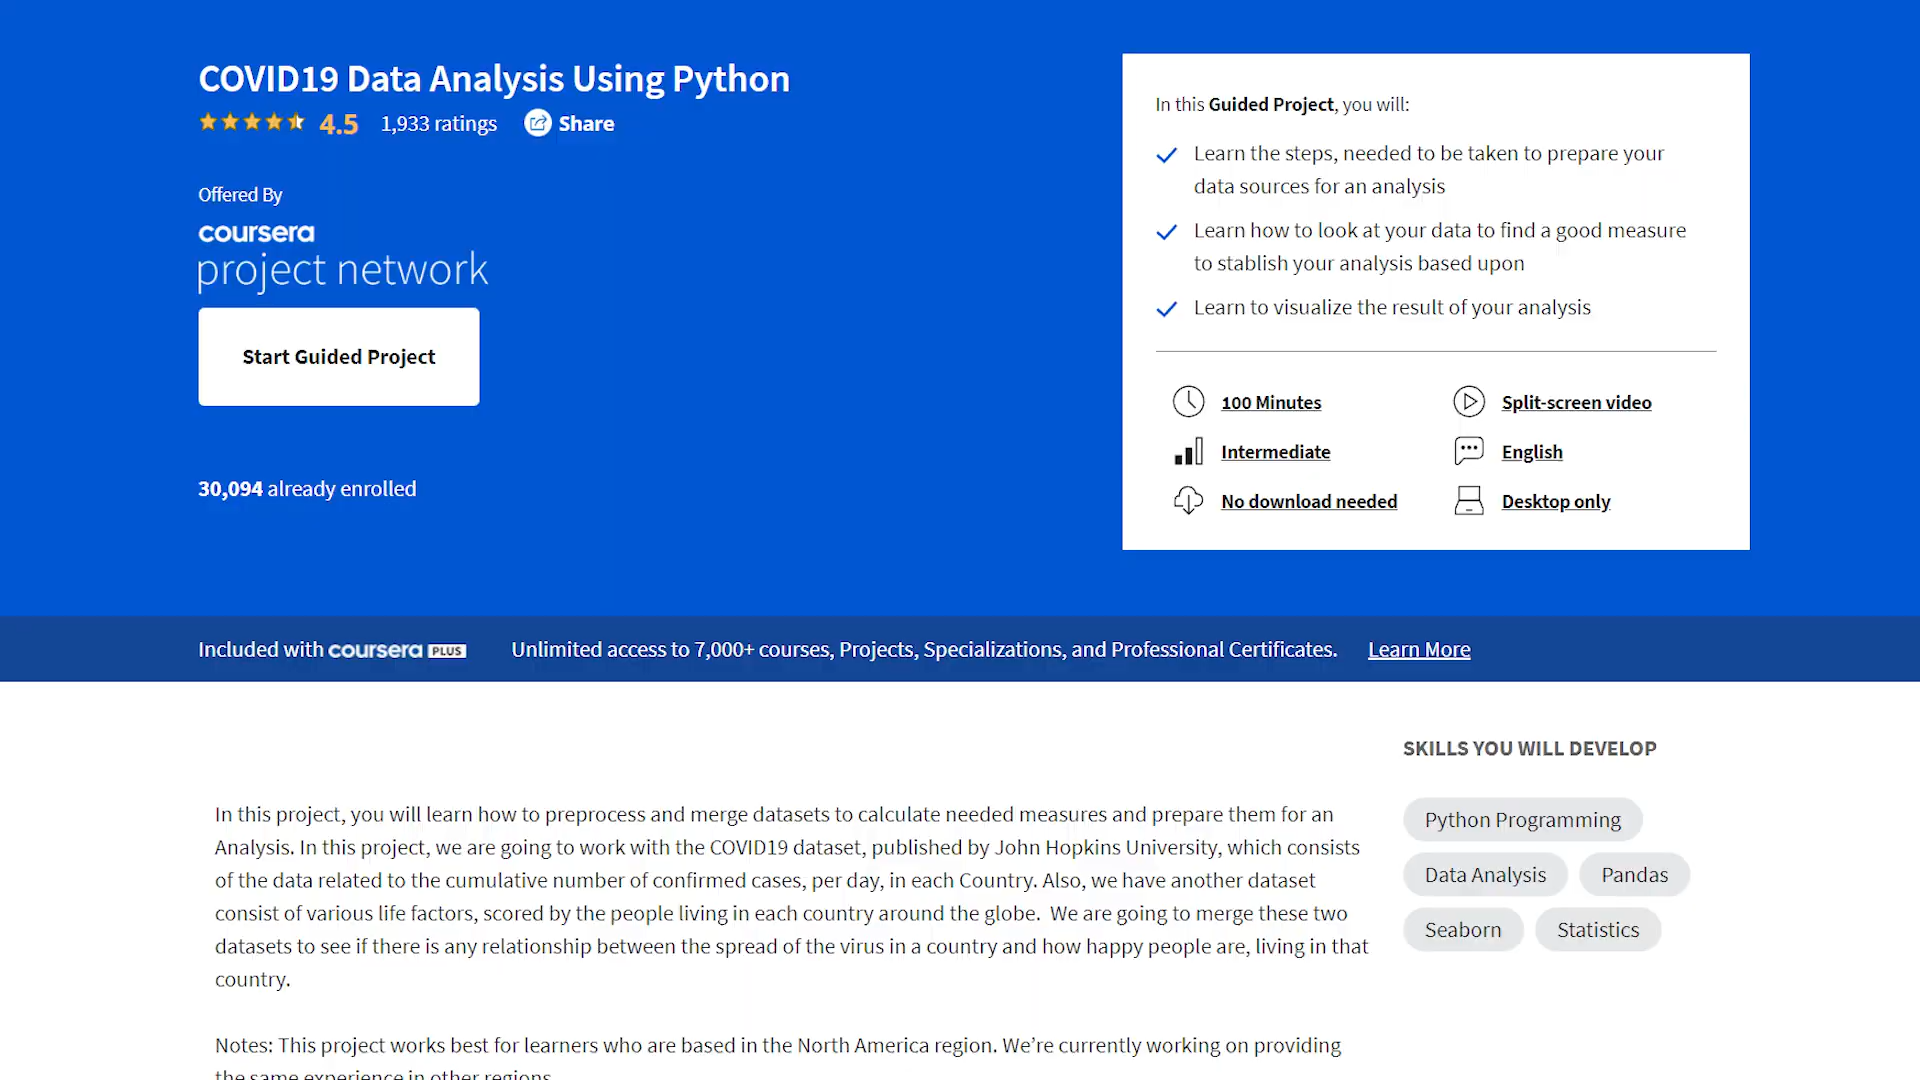 COVID19 Data Analysis Using Python
4.5 1,933 ratings Share
Offered By
coursera
project network
Start Guided Project
30,094 already enrolled
In this Guided Project, you will:
Learn the steps, needed to be taken to prepare your
data sources for an analysis
Learn how to look at your data to find a good measure
to stablish your analysis based upon
Learn to visualize the result of your analysis
100 Minutes
Split-screen video
Intermediate
English
No download needed
Desktop only
Included with coursera PLUS Unlimited access to 7,000+ courses, Projects, Specializations, and Professional Certificates. Learn More
In this project, you will learn how to preprocess and merge datasets to calculate needed measures and prepare them for an
Analysis. In this project, we are going to work with the COVID19 dataset, published by John Hopkins University, which consists
of the data related to the cumulative number of confirmed cases, per day, in each Country. Also, we have another dataset
consist of various life factors, scored by the people living in each country around the globe. We are going to merge these two
datasets to see if there is any relationship between the spread of the virus in a country and how happy people are, living in that
country.
Notes: This project works best for learners who are based in the North America region. We’re currently working on providing
the same experience in other regions.
SKILLS YOU WILL DEVELOP
Python Programming
Data Analysis Pandas
Seaborn Statistics